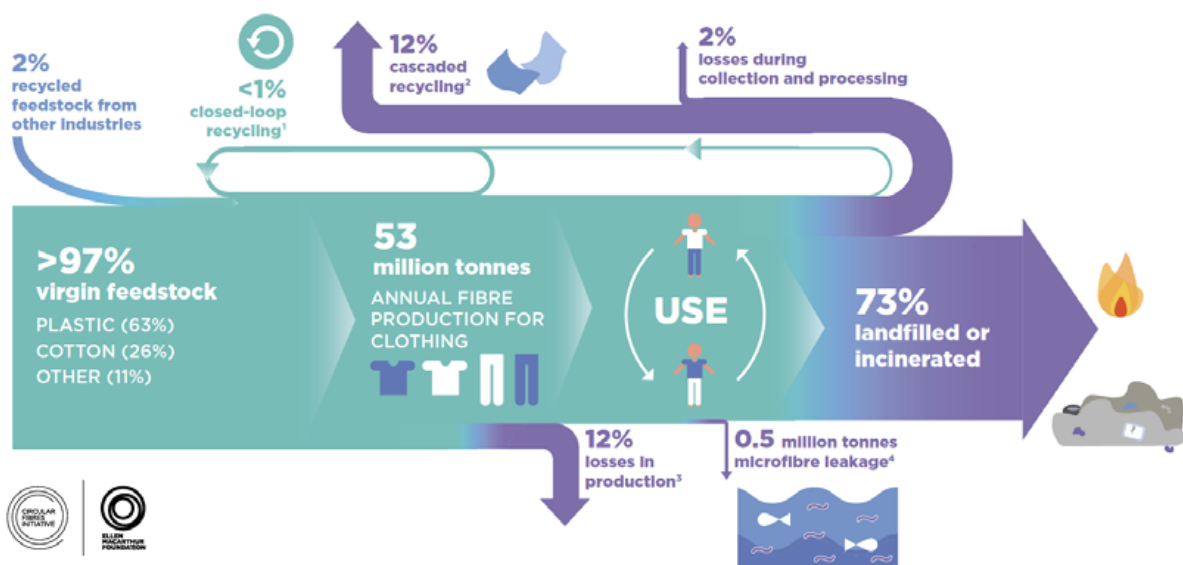 2%
recycled
feedstock from
other industries
<1%
closed-loop
recycling¹
12%
cascaded
recycling²
2%
losses during
collection and processing
>97%
virgin feedstock
PLASTIC (63%)
COTTON (26%)
OTHER (11%)
53
million tonnes
ANNUAL FIBRE
PRODUCTION FOR
CLOTHING
USE
73%
landfilled or
incinerated
12%
losses in
production³
0.5 million tonnes
microfibre leakage⁴
CIRCULAR
FIBRES
INITIATIVE
ELLEN
MACARTHUR
FOUNDATION